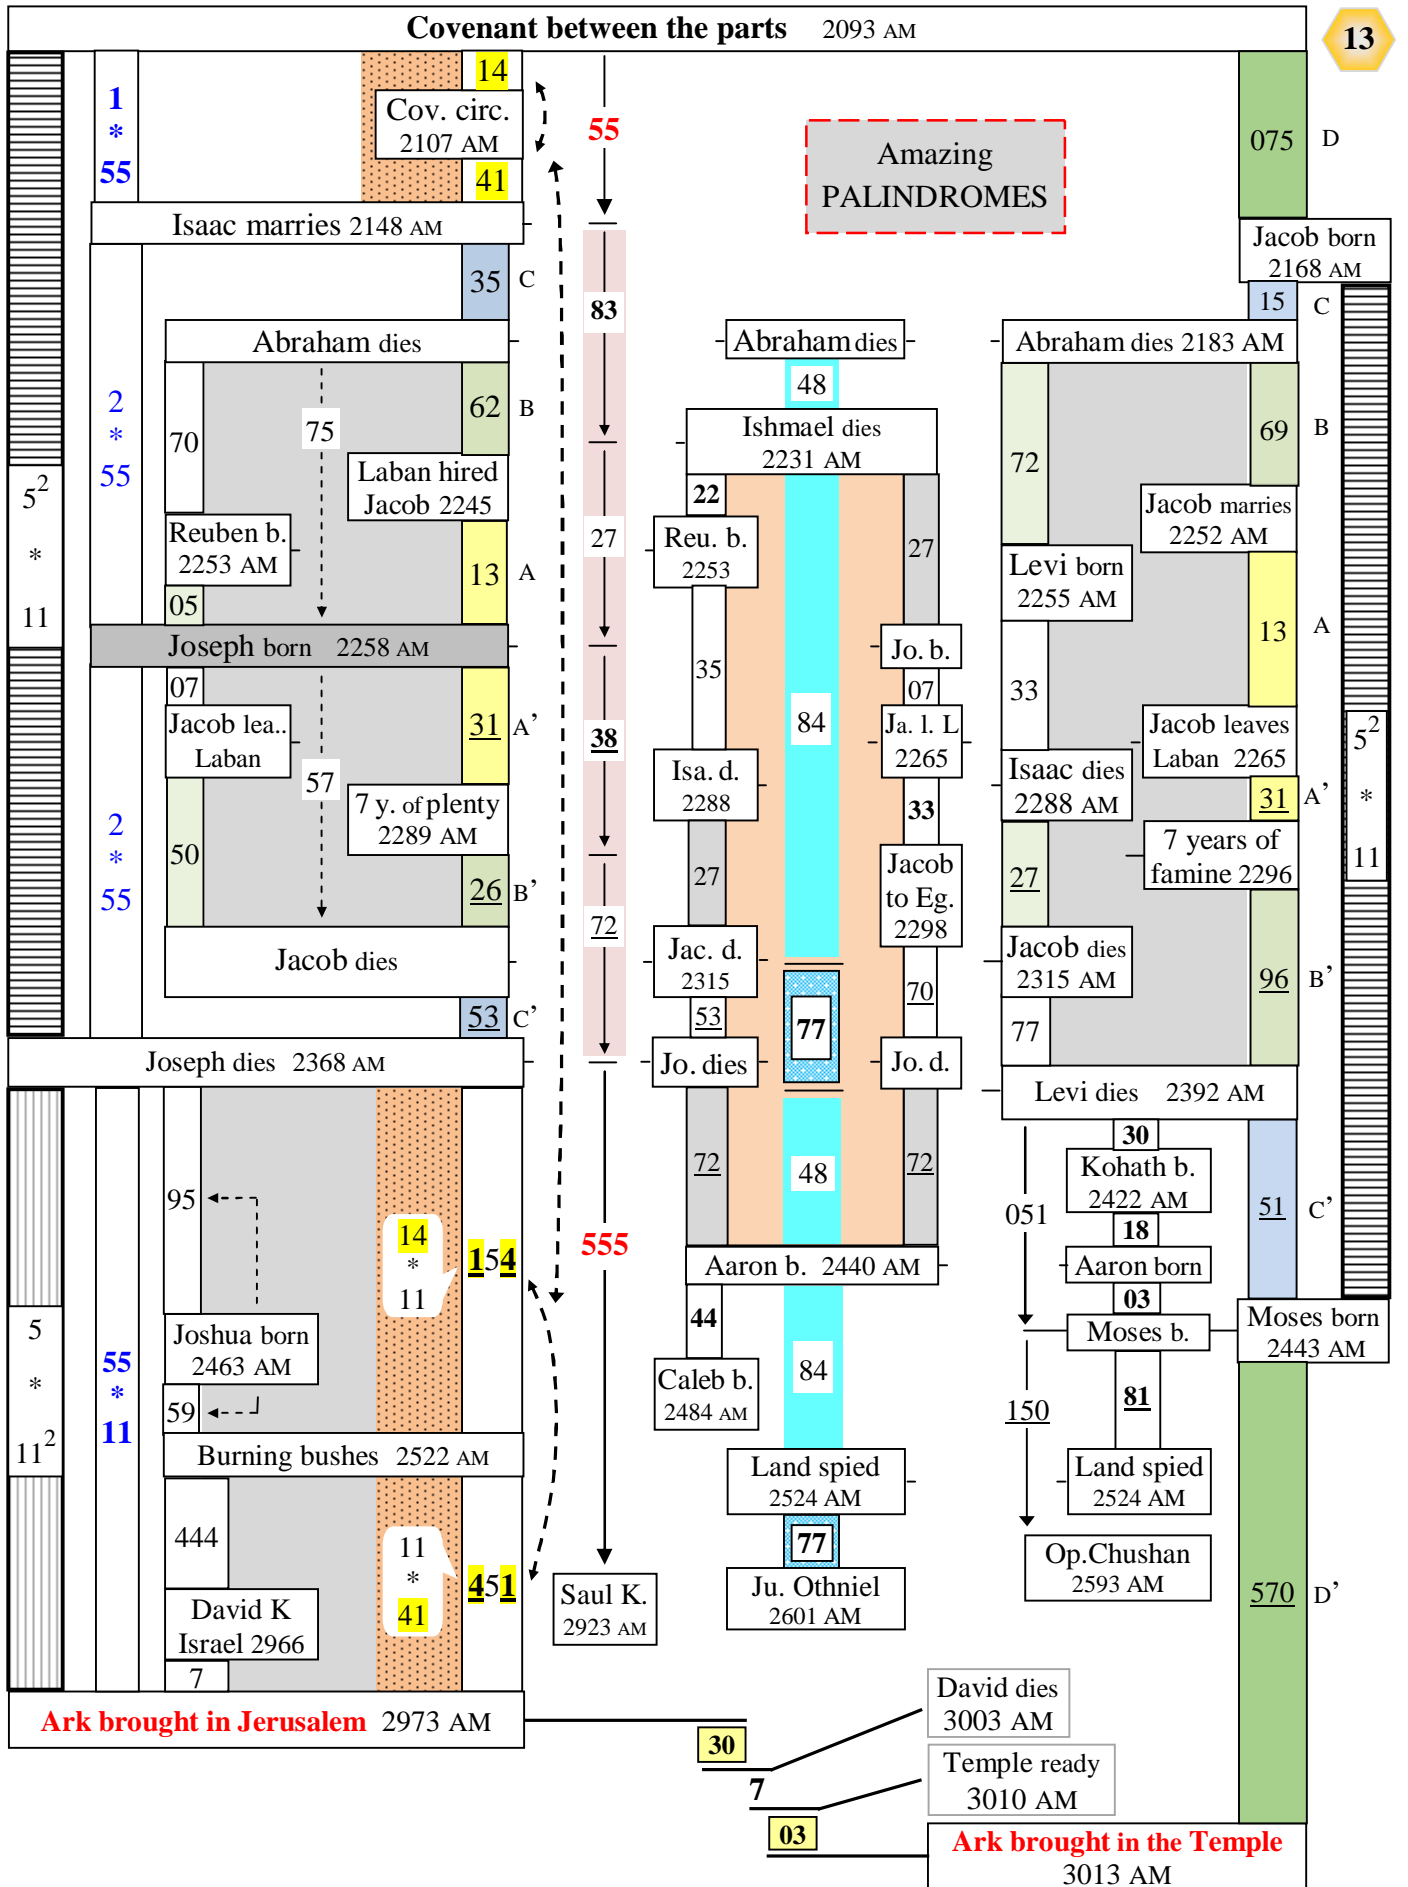 Covenant between the parts 2093 AM
13
1
*
55
14
Cov. circ.
2107 AM
41
55
Amazing
PALINDROMES
075 D
Isaac marries 2148 AM
Jacob born
2168 AM
35 C
83
15 C
Abraham dies
Abraham dies
Abraham dies 2183 AM
2
*
55
70
75
62 B
48
Ishmael dies
2231 AM
72
69 B
Laban hired
Jacob 2245
Jacob marries
2252 AM
5²
*
11
Reuben b.
2253 AM
05
13 A
27
22
Reu. b.
2253
27
Levi born
2255 AM
13 A
Joseph born 2258 AM
35
Jo. b.
07
Jacob lea..
Laban
31 A'
38
84
07
Ja. l. L
2265
33
Jacob leaves
Laban 2265
57
7 y. of plenty
2289 AM
Isa. d.
2288
33
Isaac dies
2288 AM
31 A'
5²
*
11
2
*
55
50
26 B'
72
27
Jacob
to Eg.
2298
27
7 years of
famine 2296
Jacob dies
Jac. d.
2315
Jacob dies
2315 AM
96 B'
53 C'
53
77
70
77
Joseph dies 2368 AM
Jo. dies
Jo. d.
Levi dies 2392 AM
95
14
*
11
154
555
72
48
72
051
30
Kohath b.
2422 AM
18
51 C'
Aaron b. 2440 AM
Aaron born
03
5
*
11²
55
*
11
Joshua born
2463 AM
59
44
Caleb b.
2484 AM
84
Moses b.
Moses born
2443 AM
150
81
Burning bushes 2522 AM
Land spied
2524 AM
Land spied
2524 AM
444
11
*
41
451
77
Ju. Othniel
2601 AM
Op.Chushan
2593 AM
570 D'
David K
Israel 2966
7
Saul K.
2923 AM
Ark brought in Jerusalem 2973 AM
30
David dies
3003 AM
7
Temple ready
3010 AM
03
Ark brought in the Temple
3013 AM